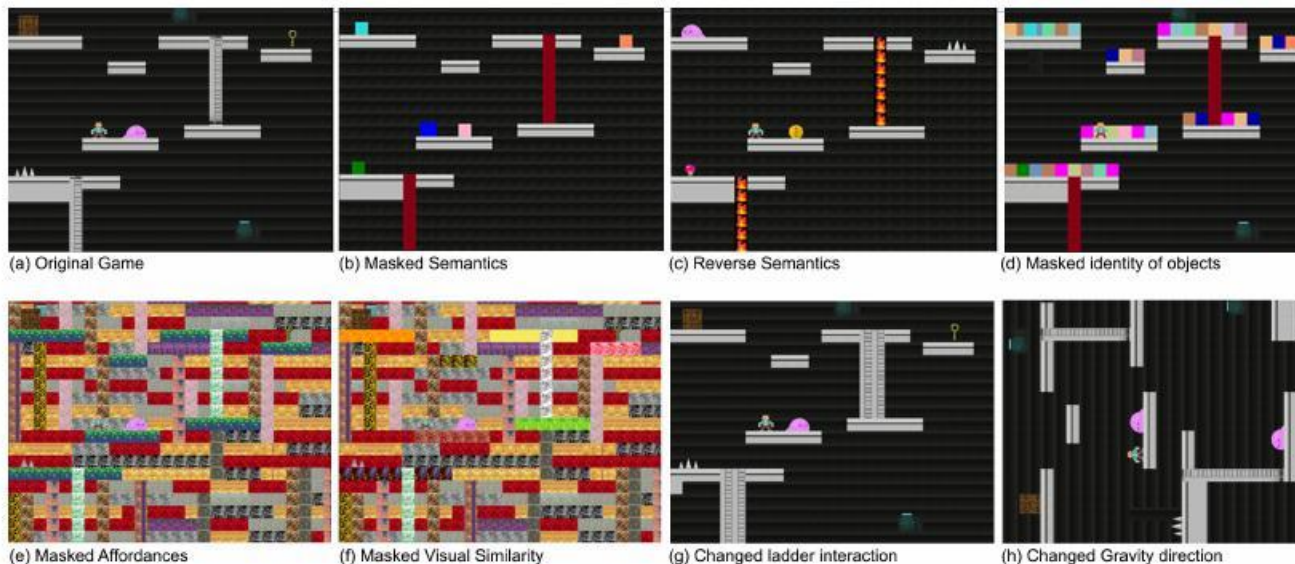 (a) Original Game
(b) Masked Semantics
(c) Reverse Semantics
(d) Masked identity of objects
(e) Masked Affordances
(f) Masked Visual Similarity
(g) Changed ladder interaction
(h) Changed Gravity direction